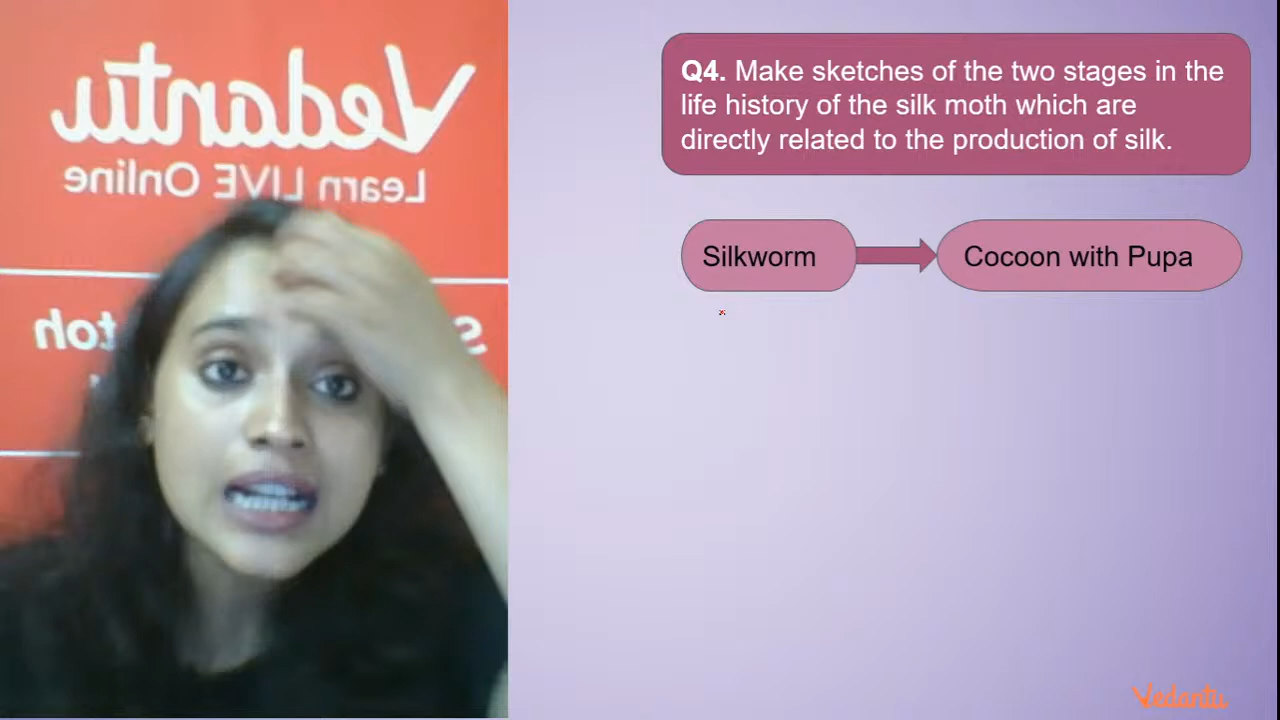 Vedantu
Learn LIVE Online
Q4. Make sketches of the two stages in the
life history of the silk moth which are
directly related to the production of silk.
Silkworm
Cocoon with Pupa
Vedantu